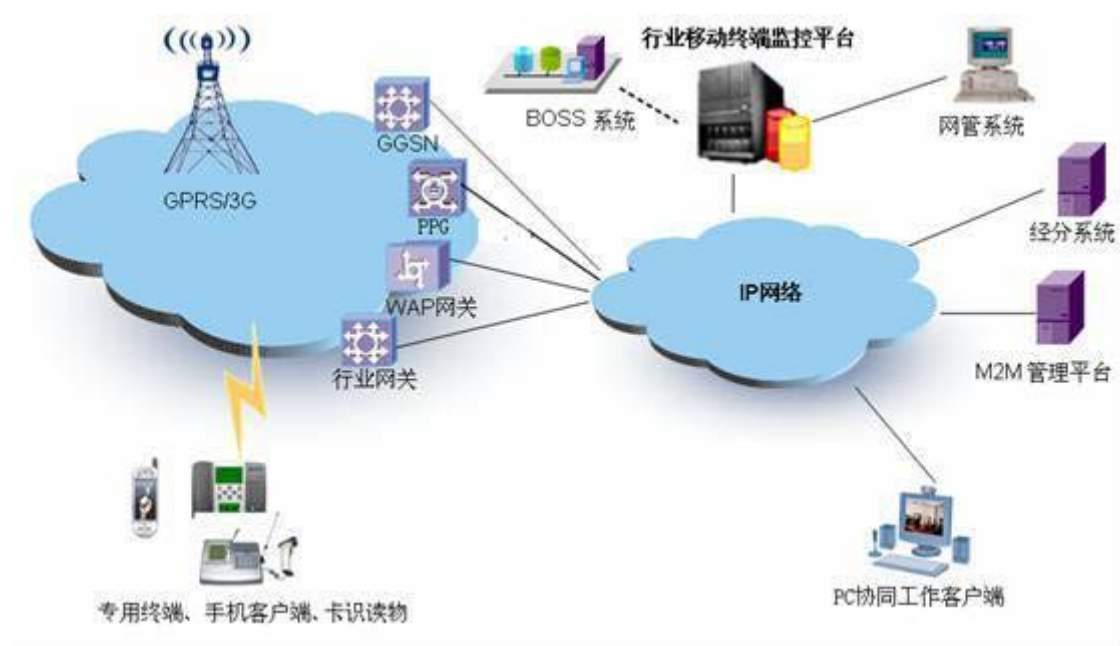 行业移动终端监控平台
BOSS 系统
网管系统
GGSN
GPRS/3G
PPG
经分系统
WAP网关
IP网络
行业网关
M2M 管理平台
PC协同工作客户端
专用终端、手机客户端、卡识读物